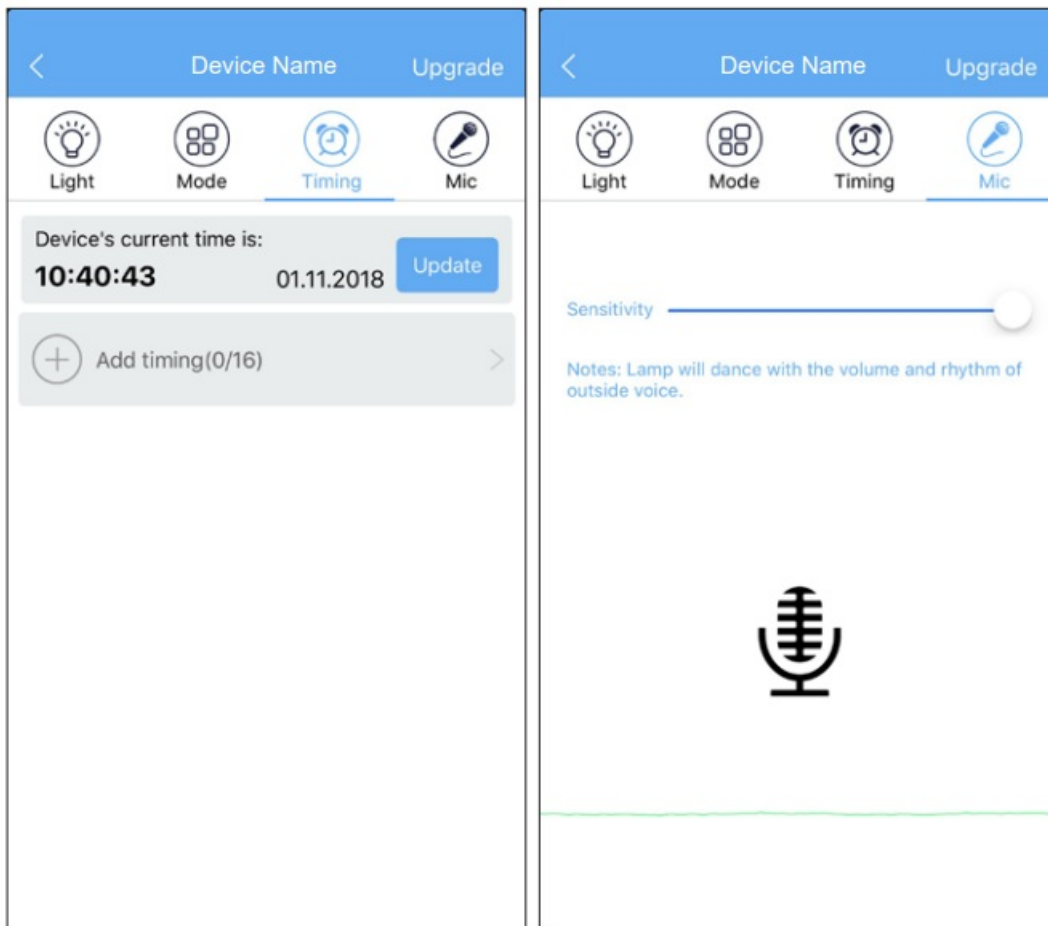 Device Name
Upgrade
Light
Mode
Timing
Mic
Device's current time is:
10:40:43
01.11.2018
Update
Add timing(0/16)
Device Name
Upgrade
Light
Mode
Timing
Mic
Sensitivity
Notes: Lamp will dance with the volume and rhythm of
outside voice.